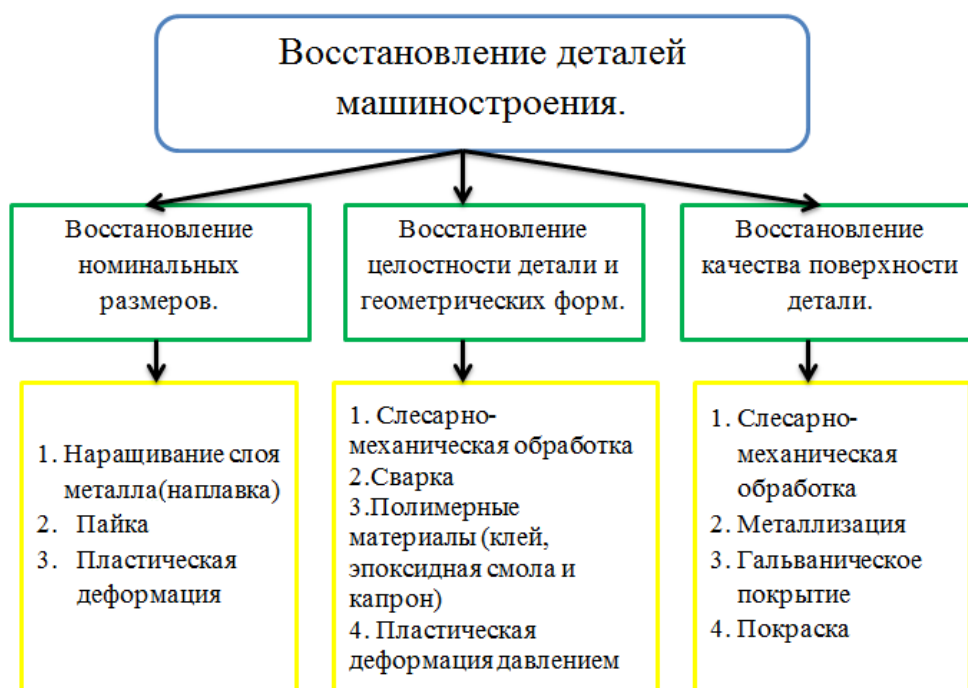 Восстановление деталей
машиностроения.
Восстановление
номинальных
размеров.
Восстановление
целостности детали и
геометрических форм.
Восстановление
качества поверхности
детали.
1. Наращивание слоя
металла(наплавка)
2. Пайка
3. Пластическая
деформация
1. Слесарно-
механическая обработка
2.Сварка
3.Полимерные
материалы (клей,
эпоксидная смола и
капрон)
4. Пластическая
деформация давлением
1. Слесарно-
механическая
обработка
2. Металлизация
3. Гальваническое
покрытие
4. Покраска